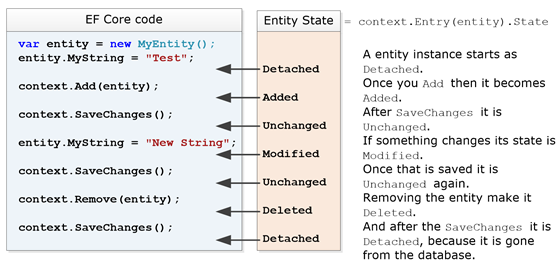 EF Core code
Entity State
= context.Entry(entity).State
var entity = new MyEntity();
entity.MyString = "Test";
Detached
context.Add(entity);
Added
context.SaveChanges();
Unchanged
entity.MyString = "New String";
Modified
context.SaveChanges();
Unchanged
context.Remove(entity);
Deleted
context.SaveChanges();
Detached
A entity instance starts as
Detached.
Once you Add then it becomes
Added.
After SaveChanges it is
Unchanged.
If something changes its state is
Modified.
Once that is saved it is
Unchanged again.
Removing the entity make it
Deleted.
And after the SaveChanges it is
Detached, because it is gone
from the database.